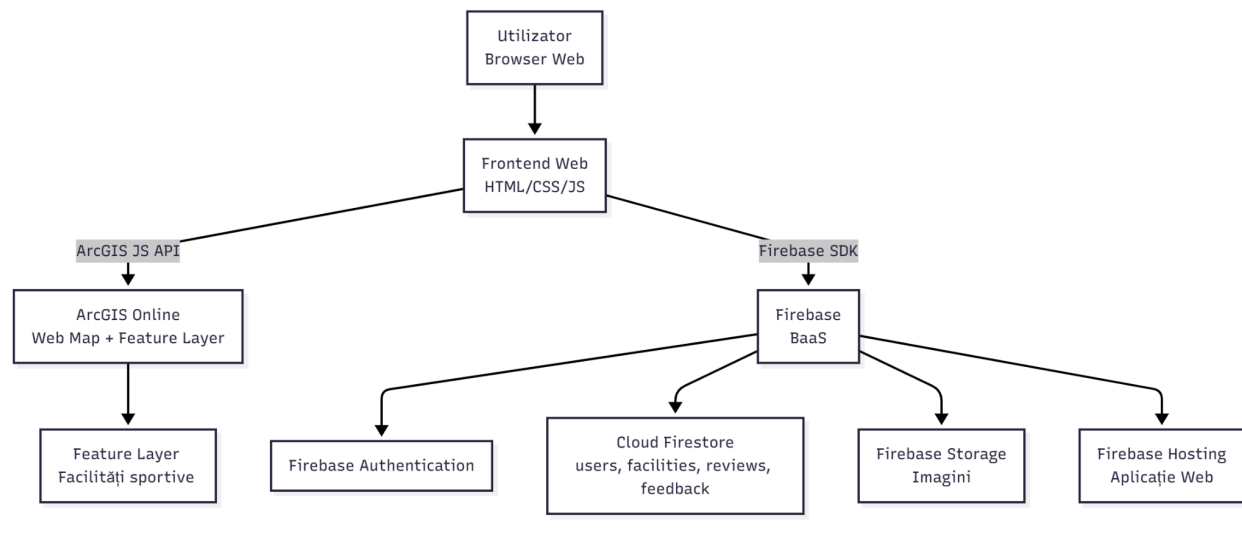 Utilizator
Browser Web
Frontend Web
HTML/CSS/JS
ArcGIS JS API
Firebase SDK
ArcGIS Online
Web Map + Feature Layer
Firebase
BaaS
Feature Layer
Facilități sportive
Firebase Authentication
Cloud Firestore
users, facilities, reviews,
feedback
Firebase Storage
Imagini
Firebase Hosting
Aplicație Web